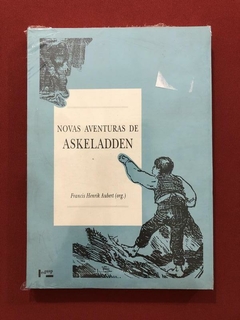 NOVAS AVENTURAS DE
ASKELADDEN
Francis Henrik Aubert (org.)